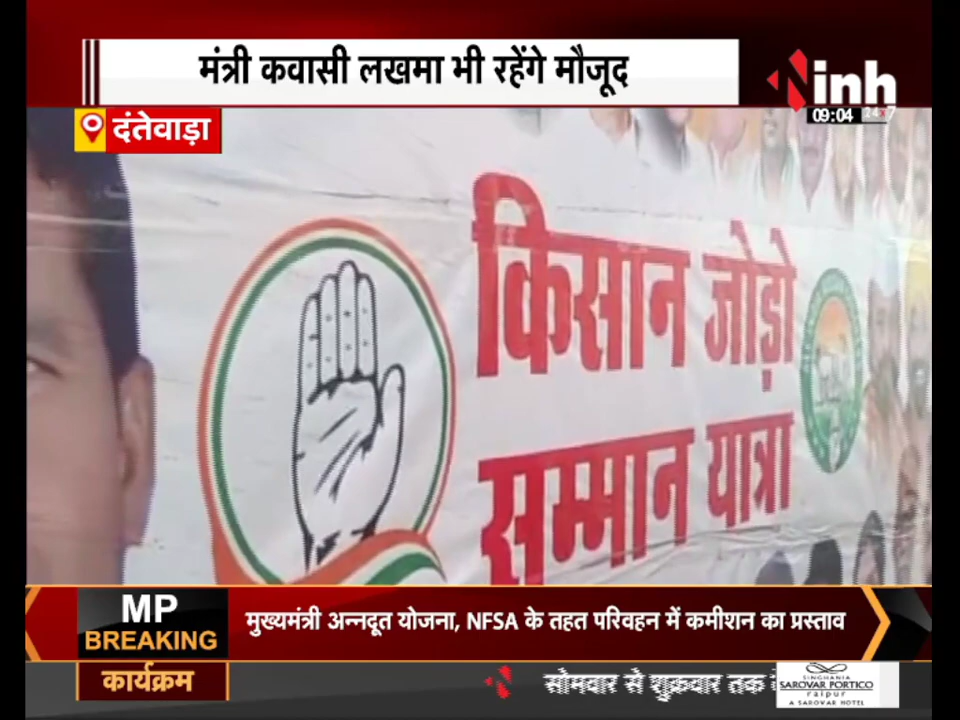 मंत्री कवासी लखमा भी रहेंगे मौजूद
inh
09:04 24x7
दंतेवाड़ा
किसान जोड़ो
सम्मान यात्रा
MP
BREAKING
मुख्यमंत्री अन्नदूत योजना, NFSA के तहत परिवहन में कमीशन का प्रस्ताव
कार्यक्रम
सोमवार से शुक्रवार तक
SINGHANIA
SAROVAR PORTICO
raipur
A SAROVAR HOTEL